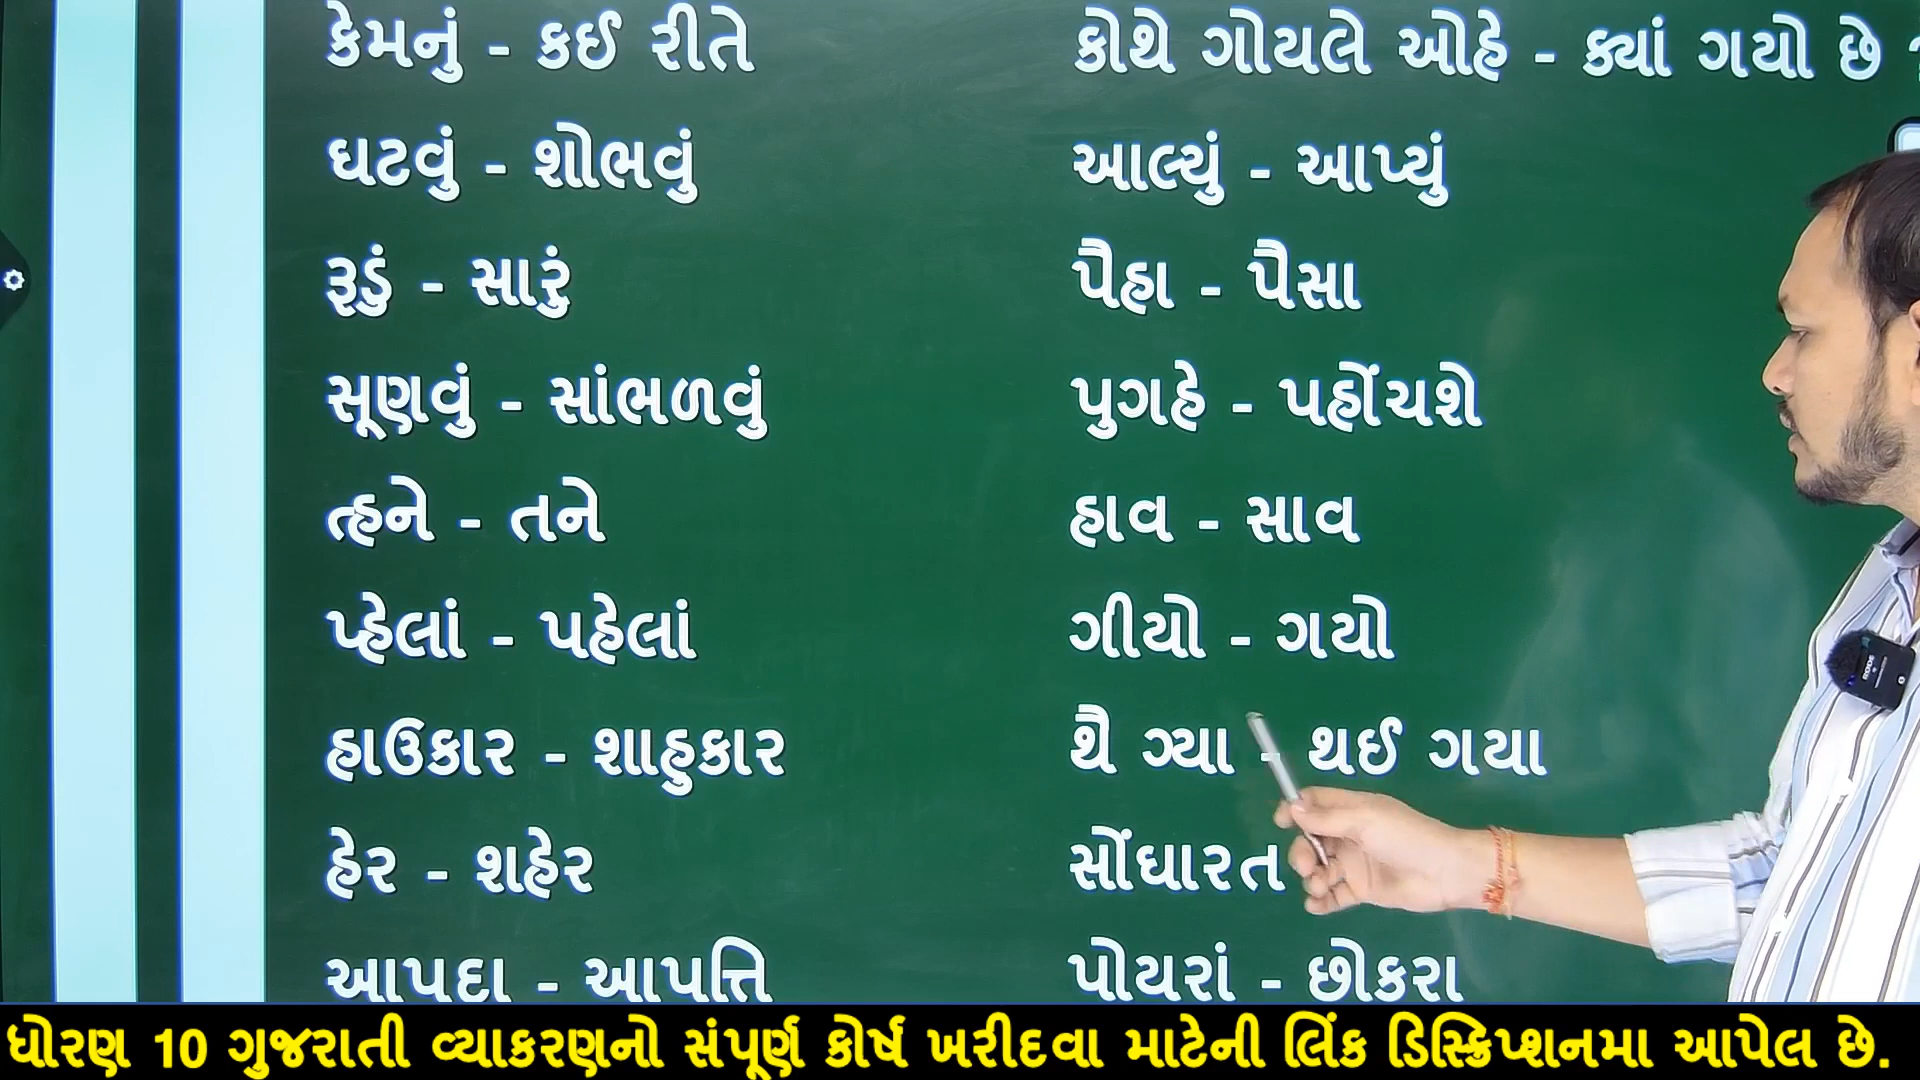 કેમનું - કઈ રીતે
ઘટવું - શોભવું
રૂડું - સારું
સૂણવું - સાંભળવું
ત્હને - તને
પ્હેલાં - પહેલાં
હાઉકાર - શાહુકાર
હેર - શહેર
આપદા - આપત્તિ
કોથે ગોયલે ઓહે - ક્યાં ગયો છે ?
આલ્યું - આપ્યું
પૈહા - પૈસા
પુગહે - પહોંચશે
હાવ - સાવ
ગીયો - ગયો
થૈ ગ્યા - થઈ ગયા
સોંઘારત
પોયરાં - છોકરા
ધોરણ 10 ગુજરાતી વ્યાકરણનો સંપૂર્ણ કોર્ષ ખરીદવા માટેની લિંક ડિસ્ક્રિપ્શનમા આપેલ છે.